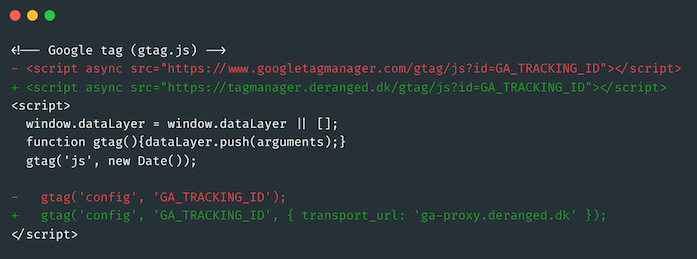 <!-- Google tag (gtag.js) -->
- <script async src="https://www.googletagmanager.com/gtag/js?id=GA_TRACKING_ID"></script>
+ <script async src="https://tagmanager.deranged.dk/gtag/js?id=GA_TRACKING_ID"></script>
<script>
  window.dataLayer = window.dataLayer || [];
  function gtag(){dataLayer.push(arguments);}
  gtag('js', new Date());

-   gtag('config', 'GA_TRACKING_ID');
+   gtag('config', 'GA_TRACKING_ID', { transport_url: 'ga-proxy.deranged.dk' });
</script>